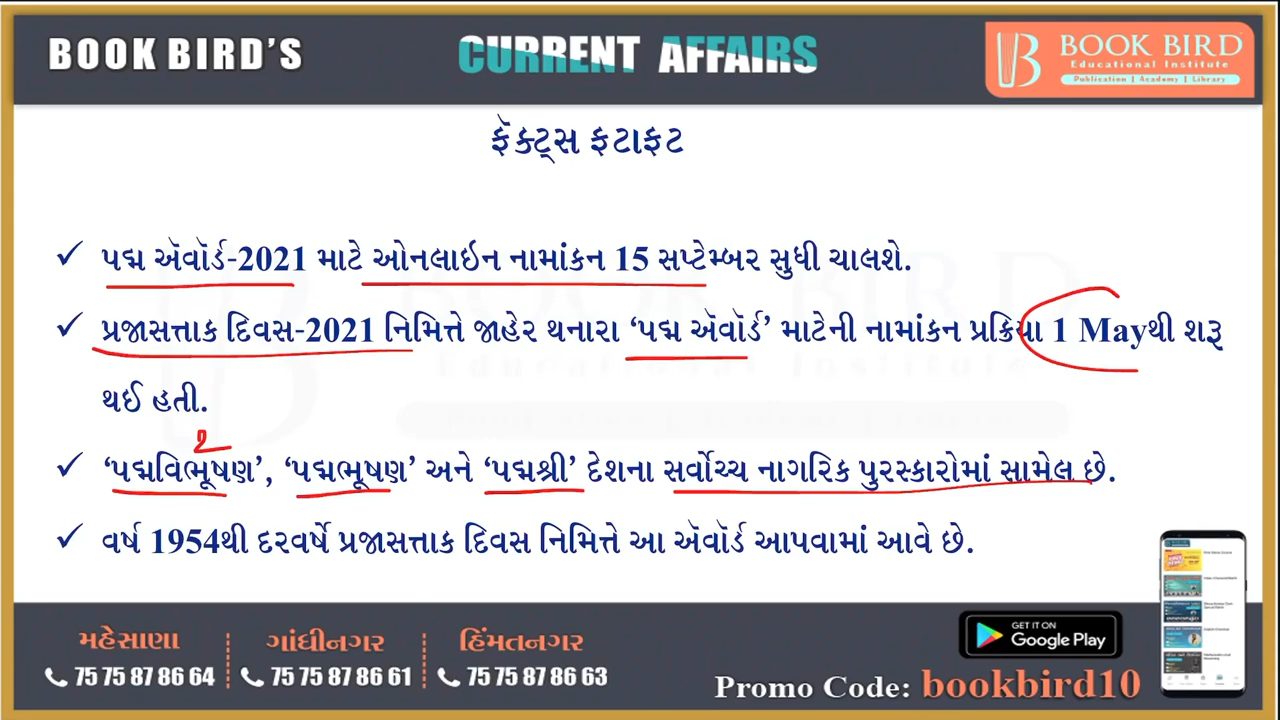 BOOK BIRD'S
CURRENT AFFAIRS
BOOK BIRD
Educational Institute
Publication | Academy | Library
ફૅક્ટ્સ ફટાફટ
✓ પદ્મ ઍવૉર્ડ-2021 માટે ઓનલાઇન નામાંકન 15 સપ્ટેમ્બર સુધી ચાલશે.
✓ પ્રજાસત્તાક દિવસ-2021 નિમિત્તે જાહેર થનારા ‘પદ્મ ઍવૉર્ડ’ માટેની નામાંકન પ્રક્રિયા 1 Mayથી શરૂ
થઈ હતી.
2
✓ ‘પદ્મવિભૂષણ’, ‘પદ્મભૂષણ’ અને ‘પદ્મશ્રી’ દેશના સર્વોચ્ચ નાગરિક પુરસ્કારોમાં સામેલ છે.
✓ વર્ષ 1954થી દરવર્ષે પ્રજાસત્તાક દિવસ નિમિત્તે આ ઍવૉર્ડ આપવામાં આવે છે.
મહેસાણા
75 75 87 86 64
ગાંધીનગર
75 75 87 86 61
હિંમતનગર
75 75 87 86 63
GET IT ON
Google Play
Promo Code: bookbird10